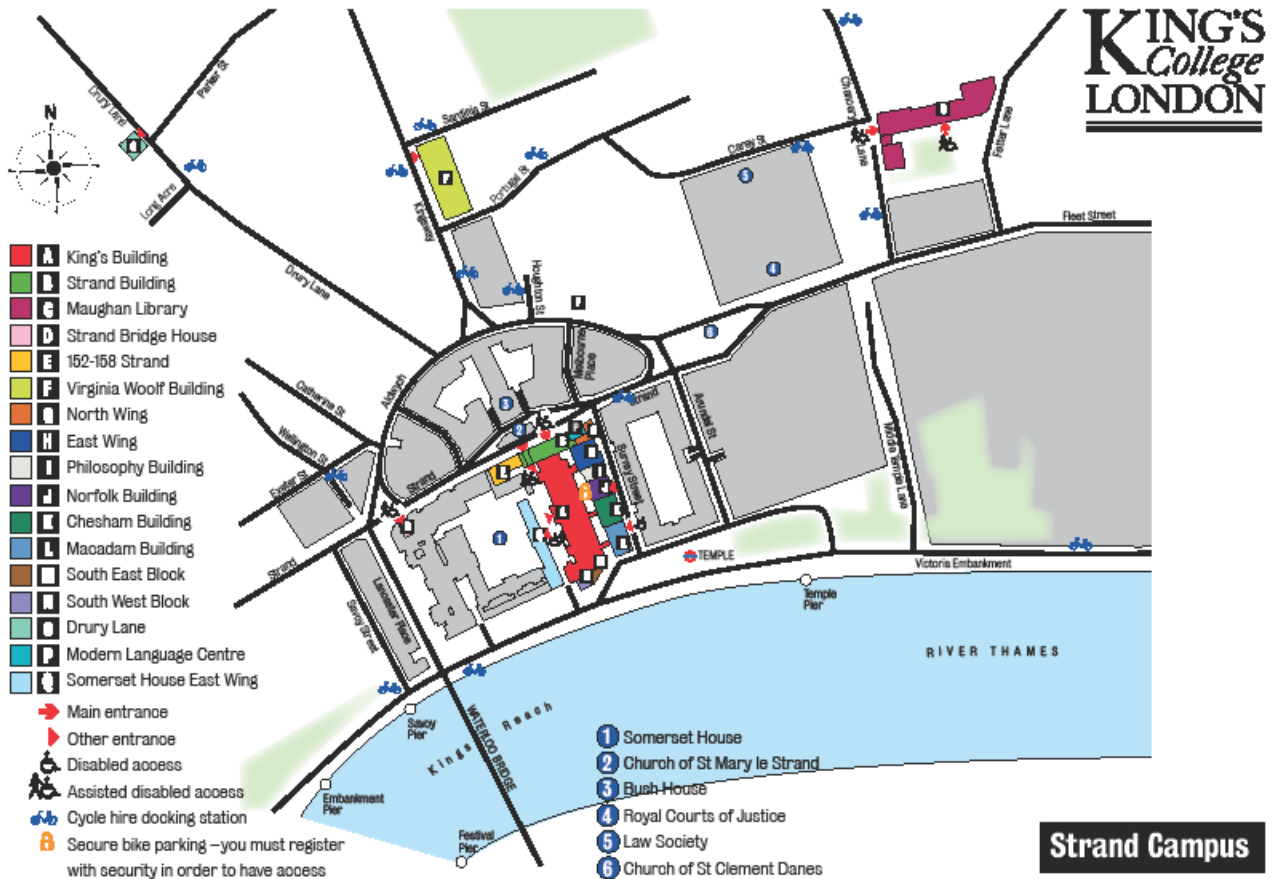 KING'S
College
LONDON
Drury Lane
Parker St
N
Long Acre
Drury Lane
Sardinia St
Kingsway
Portugal St
Houghton St
Carey St
Chancery
Lane
Fetter Lane
Fleet Street
F
A King's Building
B Strand Building
C Maughan Library
D Strand Bridge House
E 152-158 Strand
F Virginia Woolf Building
North Wing
H East Wing
I Philosophy Building
J Norfolk Building
Chesham Building
L Macadam Building
South East Block
South West Block
Drury Lane
P Modern Language Centre
Somerset House East Wing
Main entrance
Other entrance
Disabled access
Assisted disabled access
Cycle hire docking station
Secure bike parking – you must register
with security in order to have access
Catharine St
Wellington St
Exeter St
Aldwych
Melbourne
Place
Strand
Strand
Strand
Surrey Street
Arundel St
Middle Temple Lane
Savoy Street
Lancaster Place
TEMPLE
Victoria Embankment
Temple
Pier
RIVER THAMES
Savoy
Pier
Kings Reach
WATERLOO BRIDGE
Embankment
Pier
Festival
Pier
1 Somerset House
2 Church of St Mary le Strand
3 Bush House
4 Royal Courts of Justice
5 Law Society
6 Church of St Clement Danes
1
2
3
4
5
6
Strand Campus